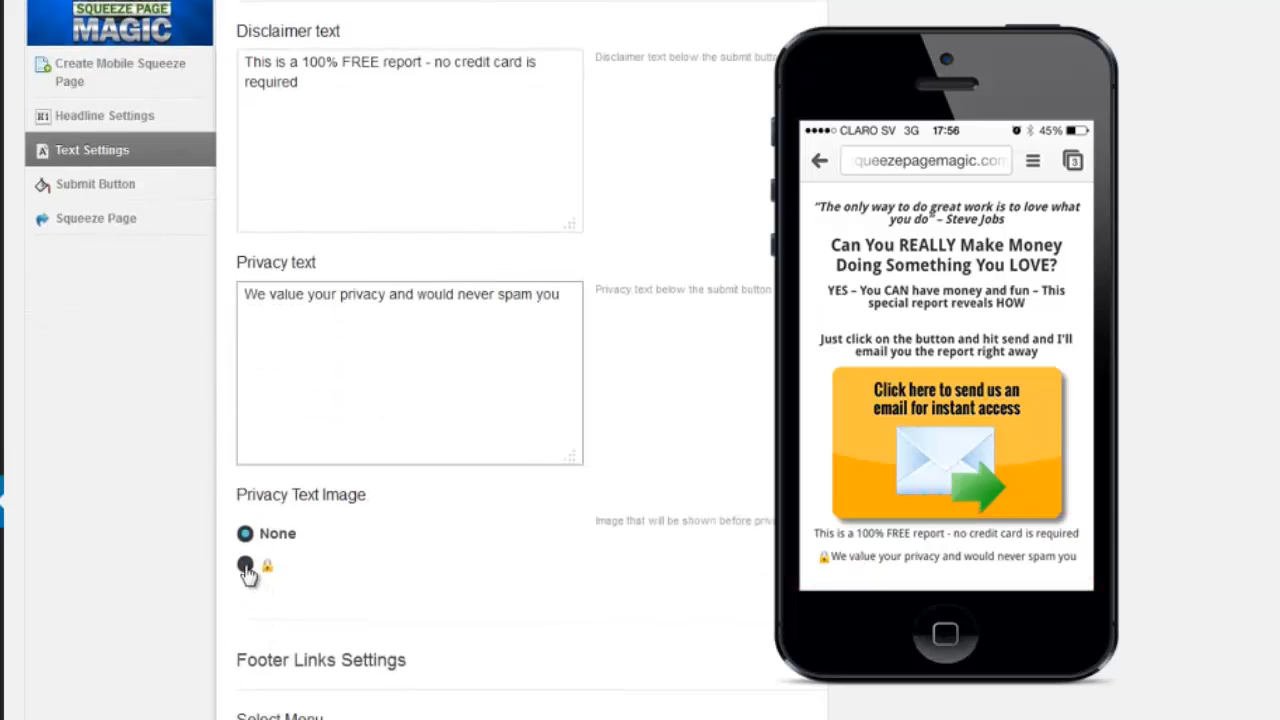 SQUEEZE PAGE
MAGIC
Create Mobile Squeeze
Page
H1 Headline Settings
A Text Settings
Submit Button
Squeeze Page
Disclaimer text
This is a 100% FREE report - no credit card is
required
Disclaimer text below the submit
Privacy text
We value your privacy and would never spam you
Privacy text below the submit button
Privacy Text Image
None
Image that will be shown before
Footer Links Settings
Select Menu
CLARO SV 3G 17:56 45%
queezepagemagic.com
3
"The only way to do great work is to love what
you do" – Steve Jobs
Can You REALLY Make Money
Doing Something You LOVE?
YES – You CAN have money and fun – This
special report reveals HOW
Just click on the button and hit send and I'll
email you the report right away
Click here to send us an
email for instant access
This is a 100% FREE report - no credit card is required
We value your privacy and would never spam you